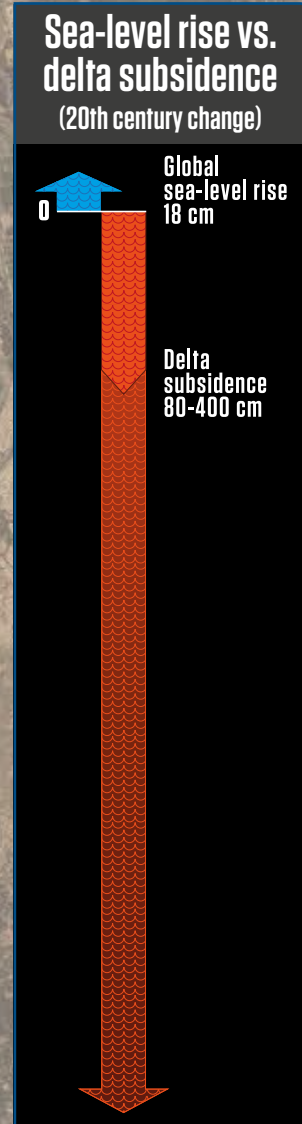 Sea-level rise vs.
delta subsidence
(20th century change)
Global
sea-level rise
18 cm
0
Delta
subsidence
80-400 cm